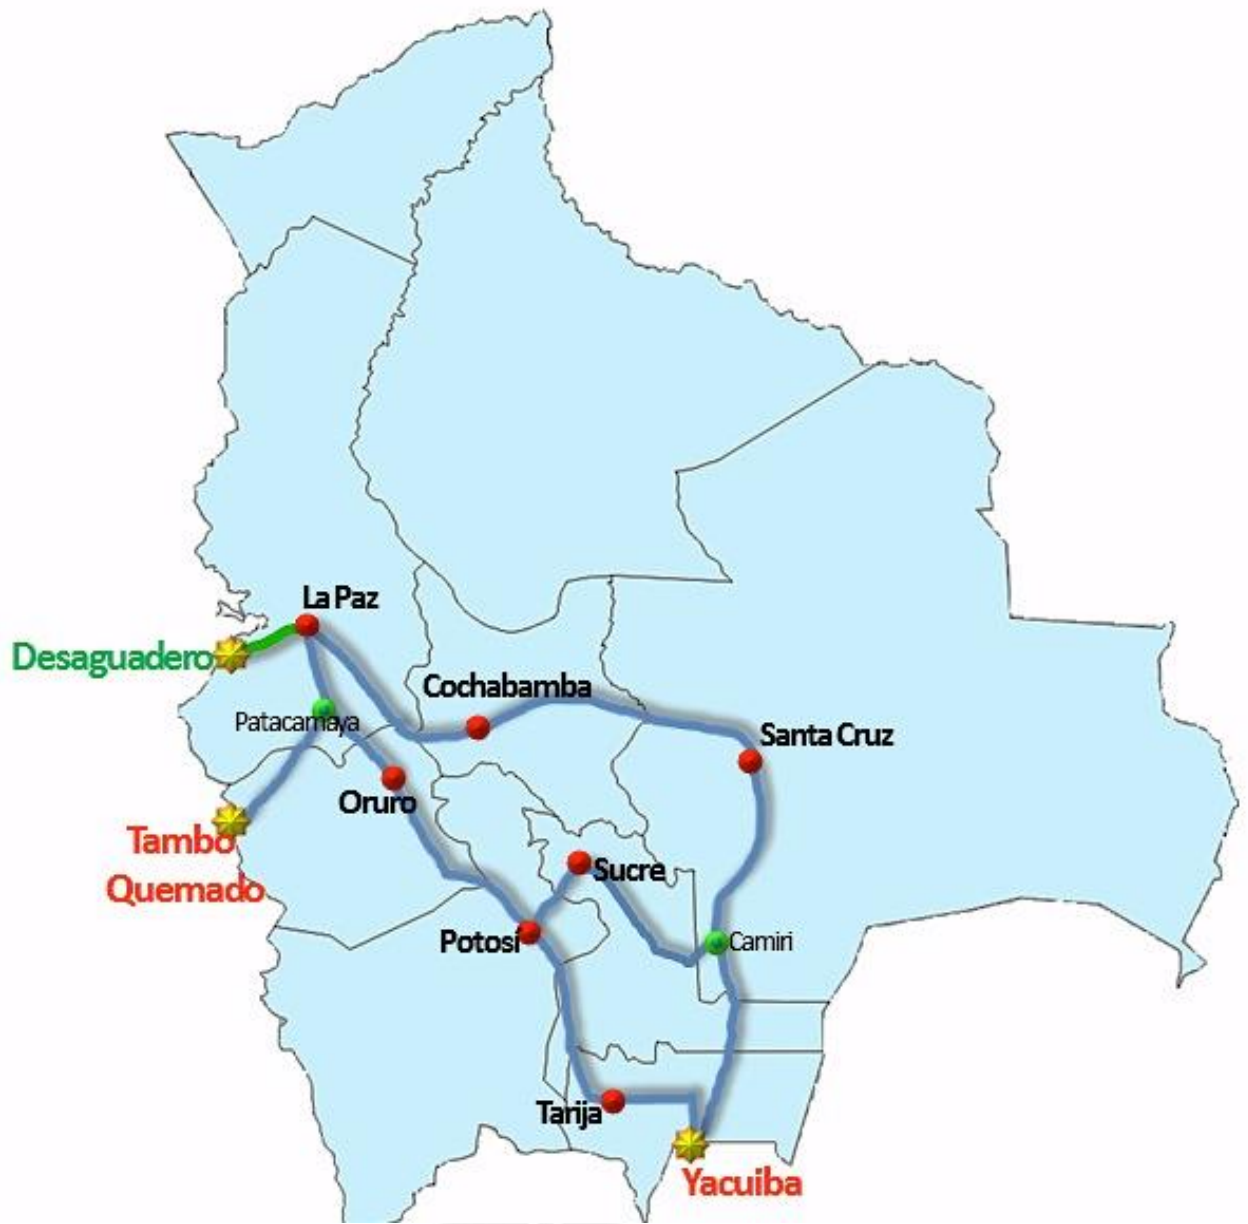 La Paz
Desaguadero
Cochabamba
Patacamaya
Santa Cruz
Oruro
Tambo
Quemado
Sucre
Potosí
Camiri
Tarija
Yacuiba